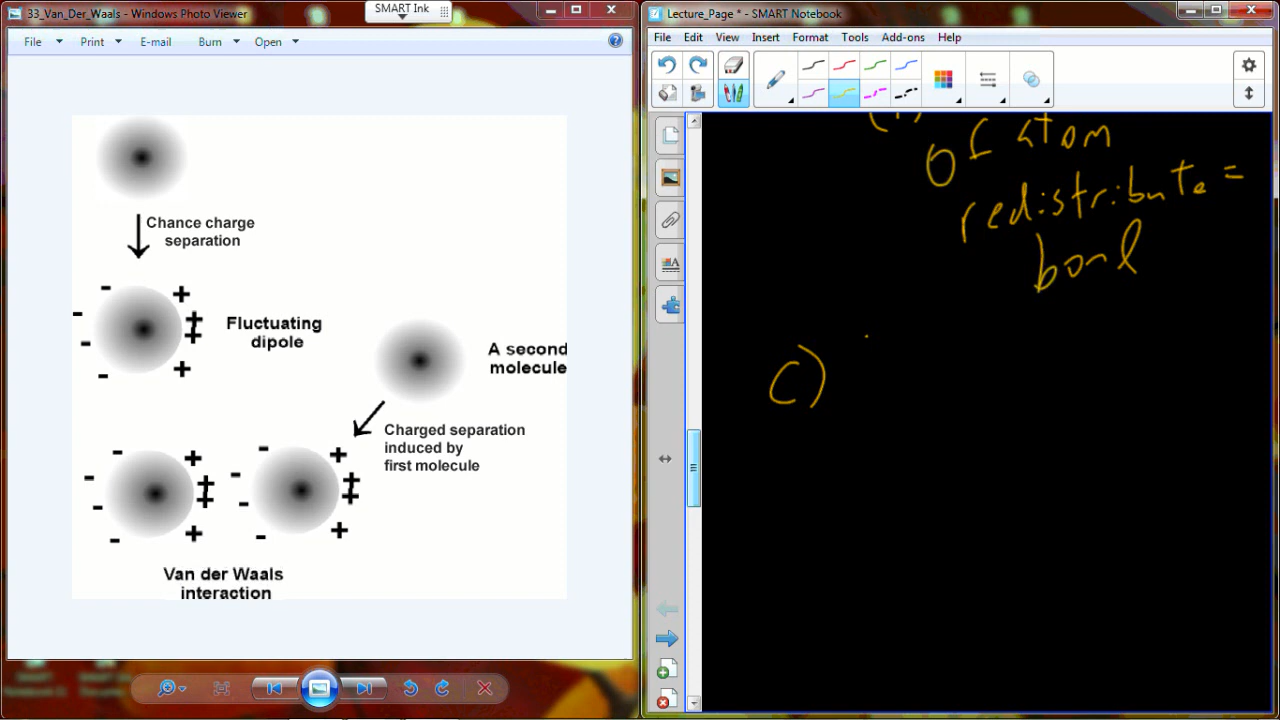 33_Van_Der_Waals - Windows Photo Viewer
SMART Ink
File Print E-mail Burn Open
Chance charge
separation
Fluctuating
dipole
A second
molecule
Charged separation
induced by
first molecule
Van der Waals
interaction
Lecture_Page * - SMART Notebook
File Edit View Insert Format Tools Add-ons Help
of atom
redistribute =
bond
C)